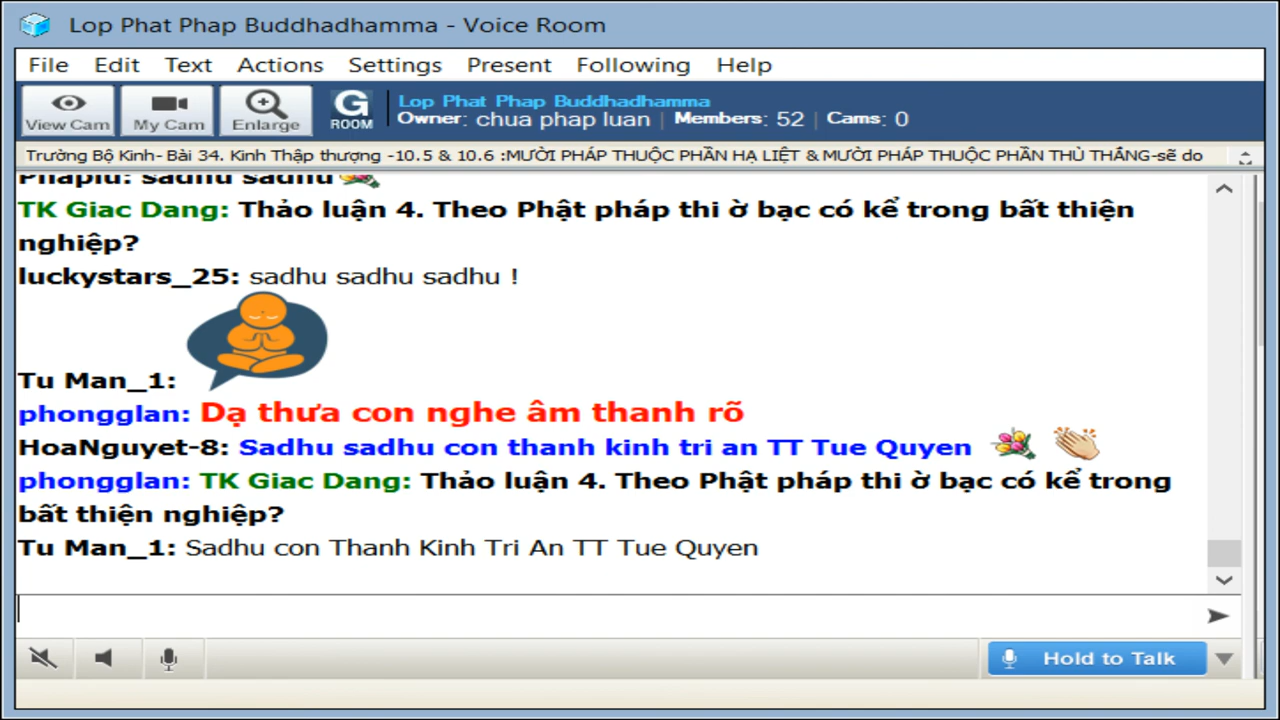 Lop Phat Phap Buddhadhamma - Voice Room
File Edit Text Actions Settings Present Following Help
View Cam My Cam Enlarge G ROOM
Lop Phat Phap Buddhadhamma
Owner: chua phap luan | Members: 52 | Cams: 0
Trường Bộ Kinh- Bài 34. Kinh Thập thượng -10.5 & 10.6 :MƯỜI PHÁP THUỘC PHẦN HẠ LIỆT & MƯỜI PHÁP THUỘC PHẦN THÙ THẮNG-sẽ do
Phaplu: sadhu sadhu
TK Giac Dang: Thảo luận 4. Theo Phật pháp thi ờ bạc có kể trong bất thiện
nghiệp?
luckystars_25: sadhu sadhu sadhu !
Tu Man_1:
phongglan: Dạ thưa con nghe âm thanh rõ
HoaNguyet-8: Sadhu sadhu con thanh kinh tri an TT Tue Quyen
phongglan: TK Giac Dang: Thảo luận 4. Theo Phật pháp thi ờ bạc có kể trong
bất thiện nghiệp?
Tu Man_1: Sadhu con Thanh Kinh Tri An TT Tue Quyen
Hold to Talk